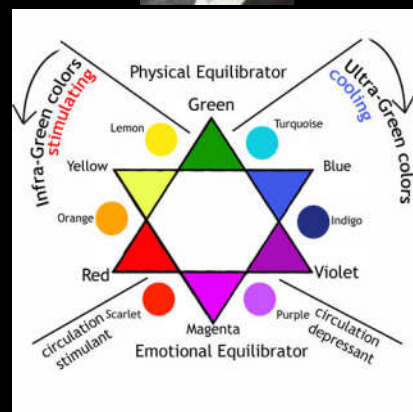 Physical Equilibrator
Infra-Green colors
stimulating
Ultra-Green colors
cooling
Green
Lemon
Turquoise
Yellow
Blue
Orange
Indigo
Red
Violet
Scarlet
Purple
Magenta
circulation
stimulant
circulation
depressant
Emotional Equilibrator